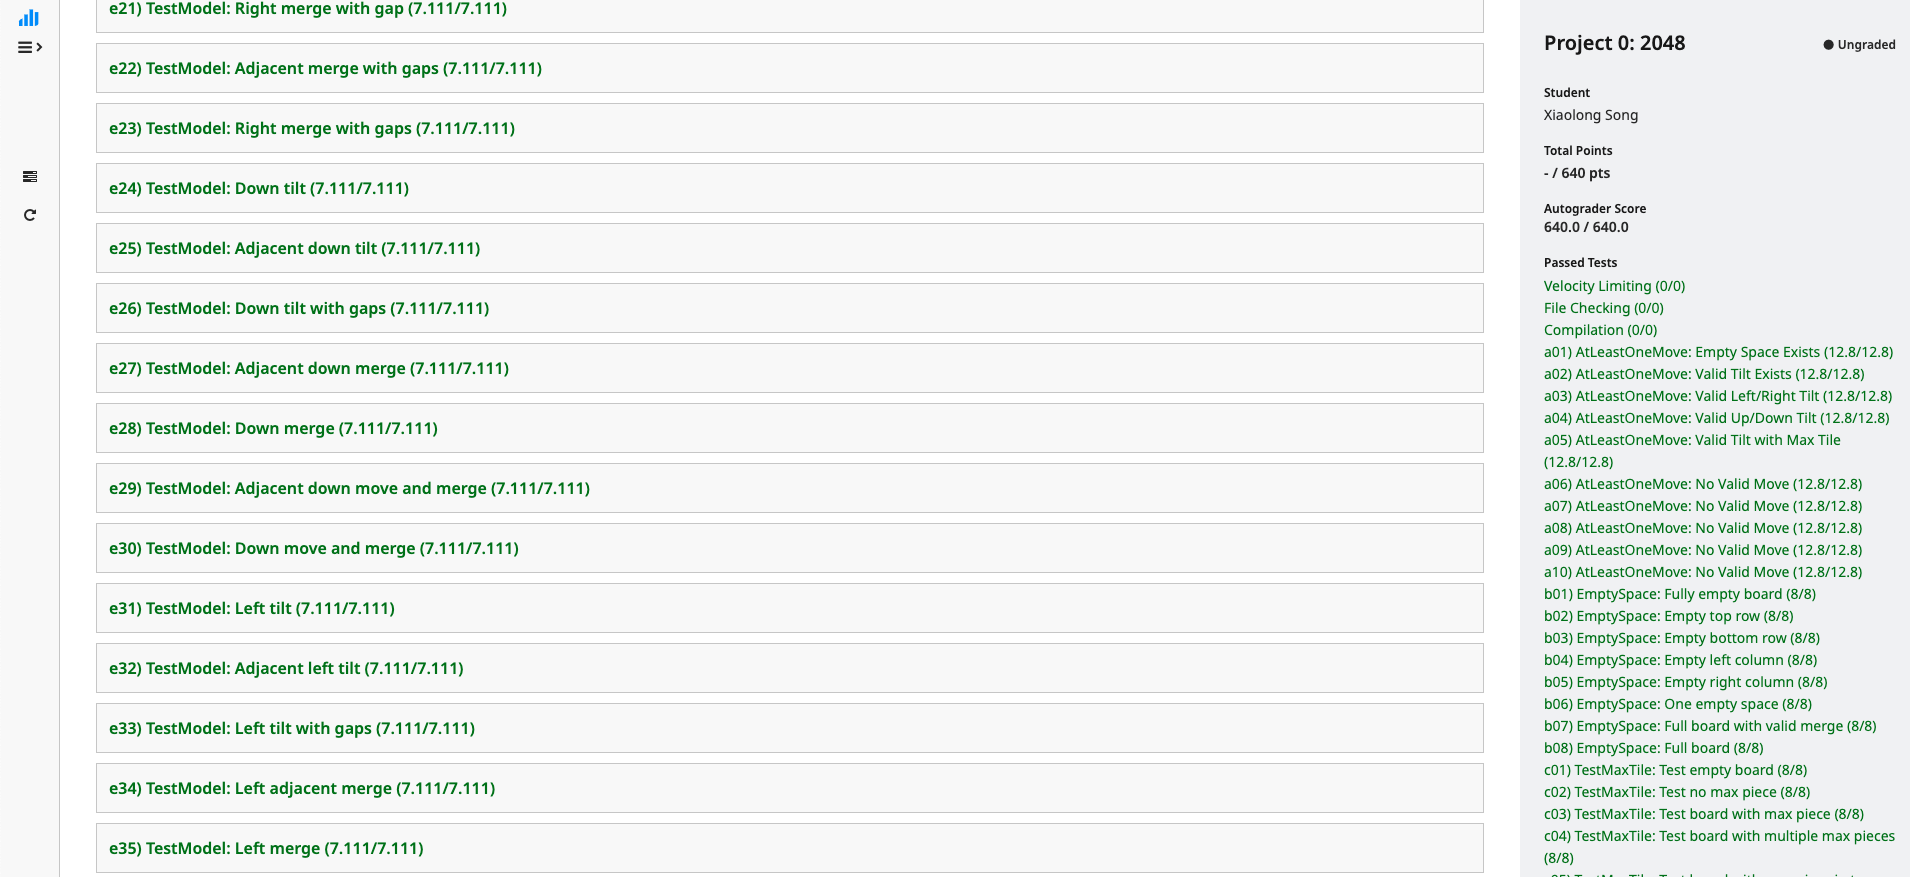 e21) TestModel: Right merge with gap (7.111/7.111)
e22) TestModel: Adjacent merge with gaps (7.111/7.111)
e23) TestModel: Right merge with gaps (7.111/7.111)
e24) TestModel: Down tilt (7.111/7.111)
e25) TestModel: Adjacent down tilt (7.111/7.111)
e26) TestModel: Down tilt with gaps (7.111/7.111)
e27) TestModel: Adjacent down merge (7.111/7.111)
e28) TestModel: Down merge (7.111/7.111)
e29) TestModel: Adjacent down move and merge (7.111/7.111)
e30) TestModel: Down move and merge (7.111/7.111)
e31) TestModel: Left tilt (7.111/7.111)
e32) TestModel: Adjacent left tilt (7.111/7.111)
e33) TestModel: Left tilt with gaps (7.111/7.111)
e34) TestModel: Left adjacent merge (7.111/7.111)
e35) TestModel: Left merge (7.111/7.111)
Project 0: 2048
Ungraded
Student
Xiaolong Song
Total Points
- / 640 pts
Autograder Score
640.0 / 640.0
Passed Tests
Velocity Limiting (0/0)
File Checking (0/0)
Compilation (0/0)
a01) AtLeastOneMove: Empty Space Exists (12.8/12.8)
a02) AtLeastOneMove: Valid Tilt Exists (12.8/12.8)
a03) AtLeastOneMove: Valid Left/Right Tilt (12.8/12.8)
a04) AtLeastOneMove: Valid Up/Down Tilt (12.8/12.8)
a05) AtLeastOneMove: Valid Tilt with Max Tile
(12.8/12.8)
a06) AtLeastOneMove: No Valid Move (12.8/12.8)
a07) AtLeastOneMove: No Valid Move (12.8/12.8)
a08) AtLeastOneMove: No Valid Move (12.8/12.8)
a09) AtLeastOneMove: No Valid Move (12.8/12.8)
a10) AtLeastOneMove: No Valid Move (12.8/12.8)
b01) EmptySpace: Fully empty board (8/8)
b02) EmptySpace: Empty top row (8/8)
b03) EmptySpace: Empty bottom row (8/8)
b04) EmptySpace: Empty left column (8/8)
b05) EmptySpace: Empty right column (8/8)
b06) EmptySpace: One empty space (8/8)
b07) EmptySpace: Full board with valid merge (8/8)
b08) EmptySpace: Full board (8/8)
c01) TestMaxTile: Test empty board (8/8)
c02) TestMaxTile: Test no max piece (8/8)
c03) TestMaxTile: Test board with max piece (8/8)
c04) TestMaxTile: Test board with multiple max pieces
(8/8)